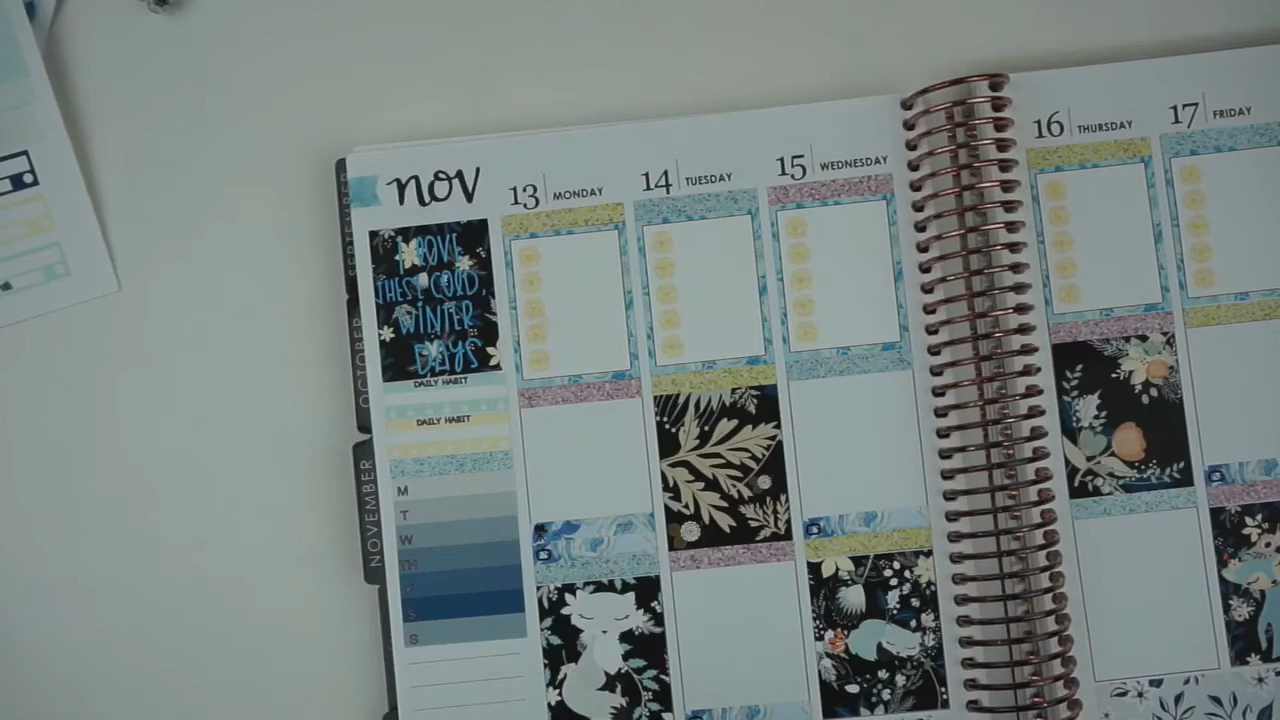 nov
13 MONDAY
14 TUESDAY
15 WEDNESDAY
16 THURSDAY
17 FRIDAY
I LOVE
THESE COLD,
WINTER
DAYS
DAILY HABIT
DAILY HABIT
M
T
W
TH
F
S
S
SEPTEMBER
OCTOBER
NOVEMBER